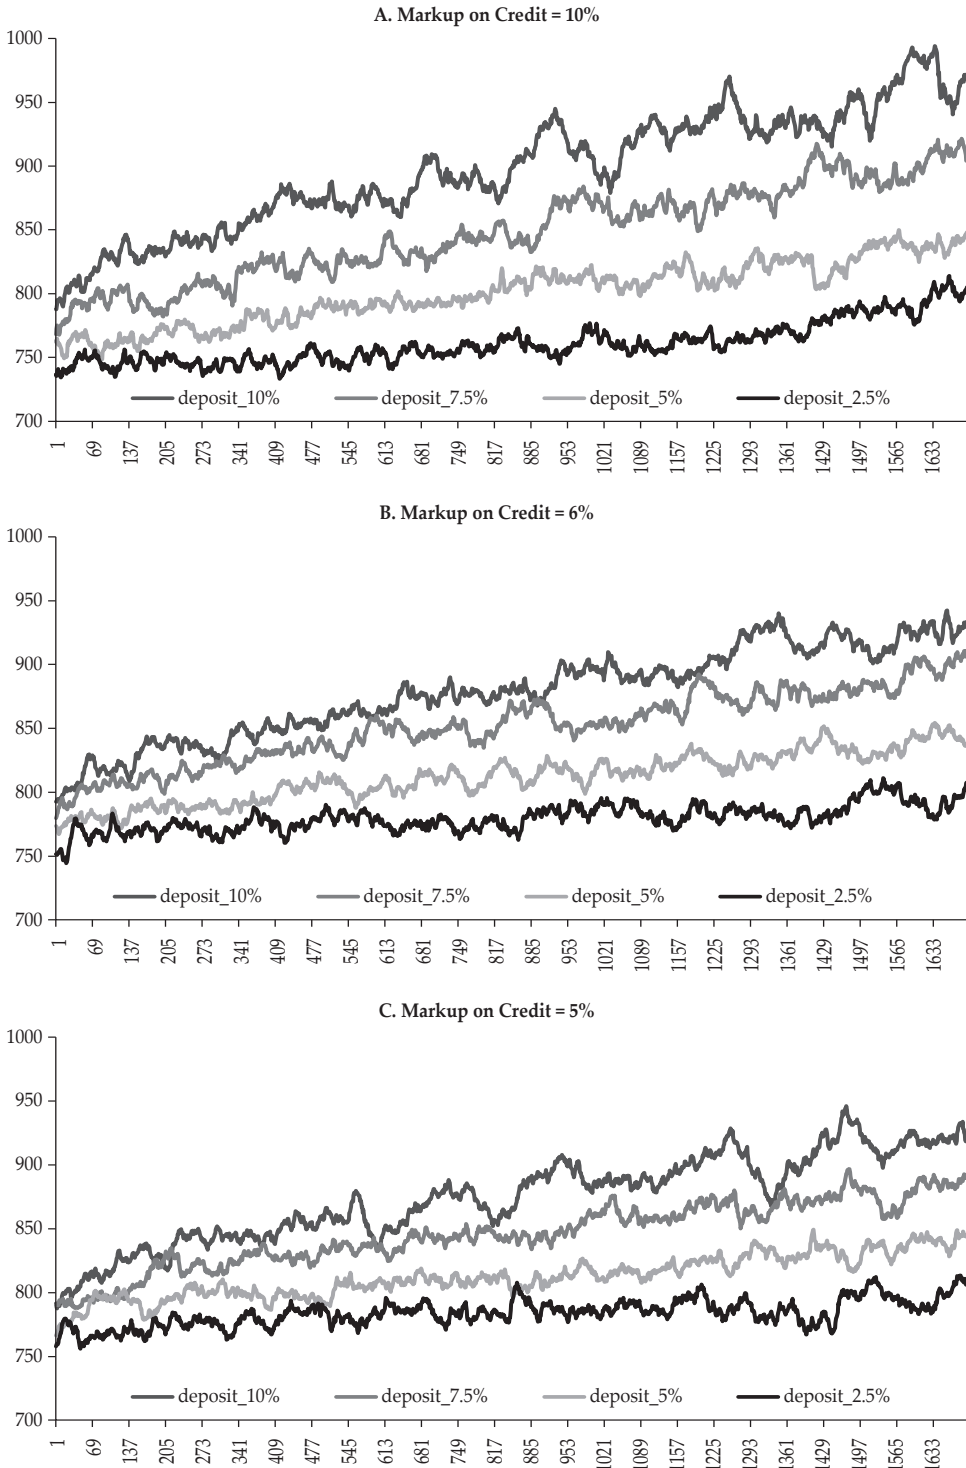 A. Markup on Credit = 10%
1000
950
900
850
800
750
700
deposit_10% deposit_7.5% deposit_5% deposit_2.5%
1 69 137 205 273 341 409 477 545 613 681 749 817 885 953 1021 1089 1157 1225 1293 1361 1429 1497 1565 1633
B. Markup on Credit = 6%
1000
950
900
850
800
750
700
deposit_10% deposit_7.5% deposit_5% deposit_2.5%
1 69 137 205 273 341 409 477 545 613 681 749 817 885 953 1021 1089 1157 1225 1293 1361 1429 1497 1565 1633
C. Markup on Credit = 5%
1000
950
900
850
800
750
700
deposit_10% deposit_7.5% deposit_5% deposit_2.5%
1 69 137 205 273 341 409 477 545 613 681 749 817 885 953 1021 1089 1157 1225 1293 1361 1429 1497 1565 1633